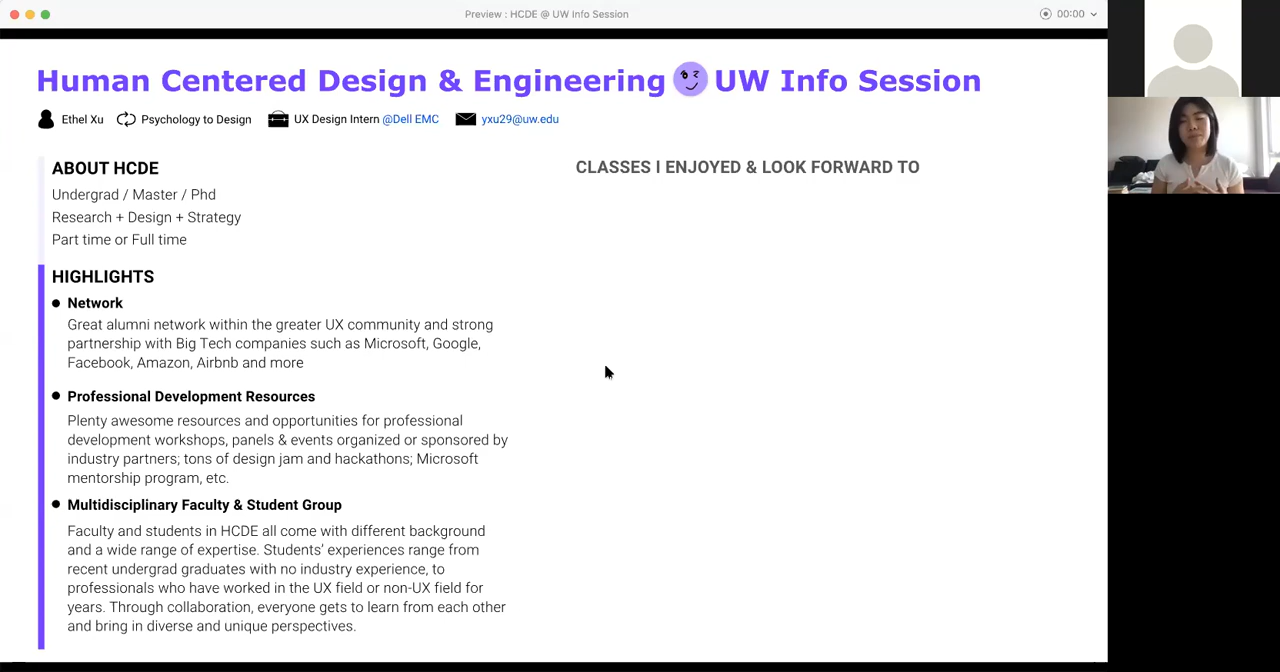 Preview : HCDE @ UW Info Session
00:00
Human Centered Design & Engineering UW Info Session
Ethel Xu Psychology to Design UX Design Intern @Dell EMC yxu29@uw.edu
ABOUT HCDE
Undergrad / Master / Phd
Research + Design + Strategy
Part time or Full time
HIGHLIGHTS
Network
Great alumni network within the greater UX community and strong
partnership with Big Tech companies such as Microsoft, Google,
Facebook, Amazon, Airbnb and more
Professional Development Resources
Plenty awesome resources and opportunities for professional
development workshops, panels & events organized or sponsored by
industry partners; tons of design jam and hackathons; Microsoft
mentorship program, etc.
Multidisciplinary Faculty & Student Group
Faculty and students in HCDE all come with different background
and a wide range of expertise. Students' experiences range from
recent undergrad graduates with no industry experience, to
professionals who have worked in the UX field or non-UX field for
years. Through collaboration, everyone gets to learn from each other
and bring in diverse and unique perspectives.
CLASSES I ENJOYED & LOOK FORWARD TO